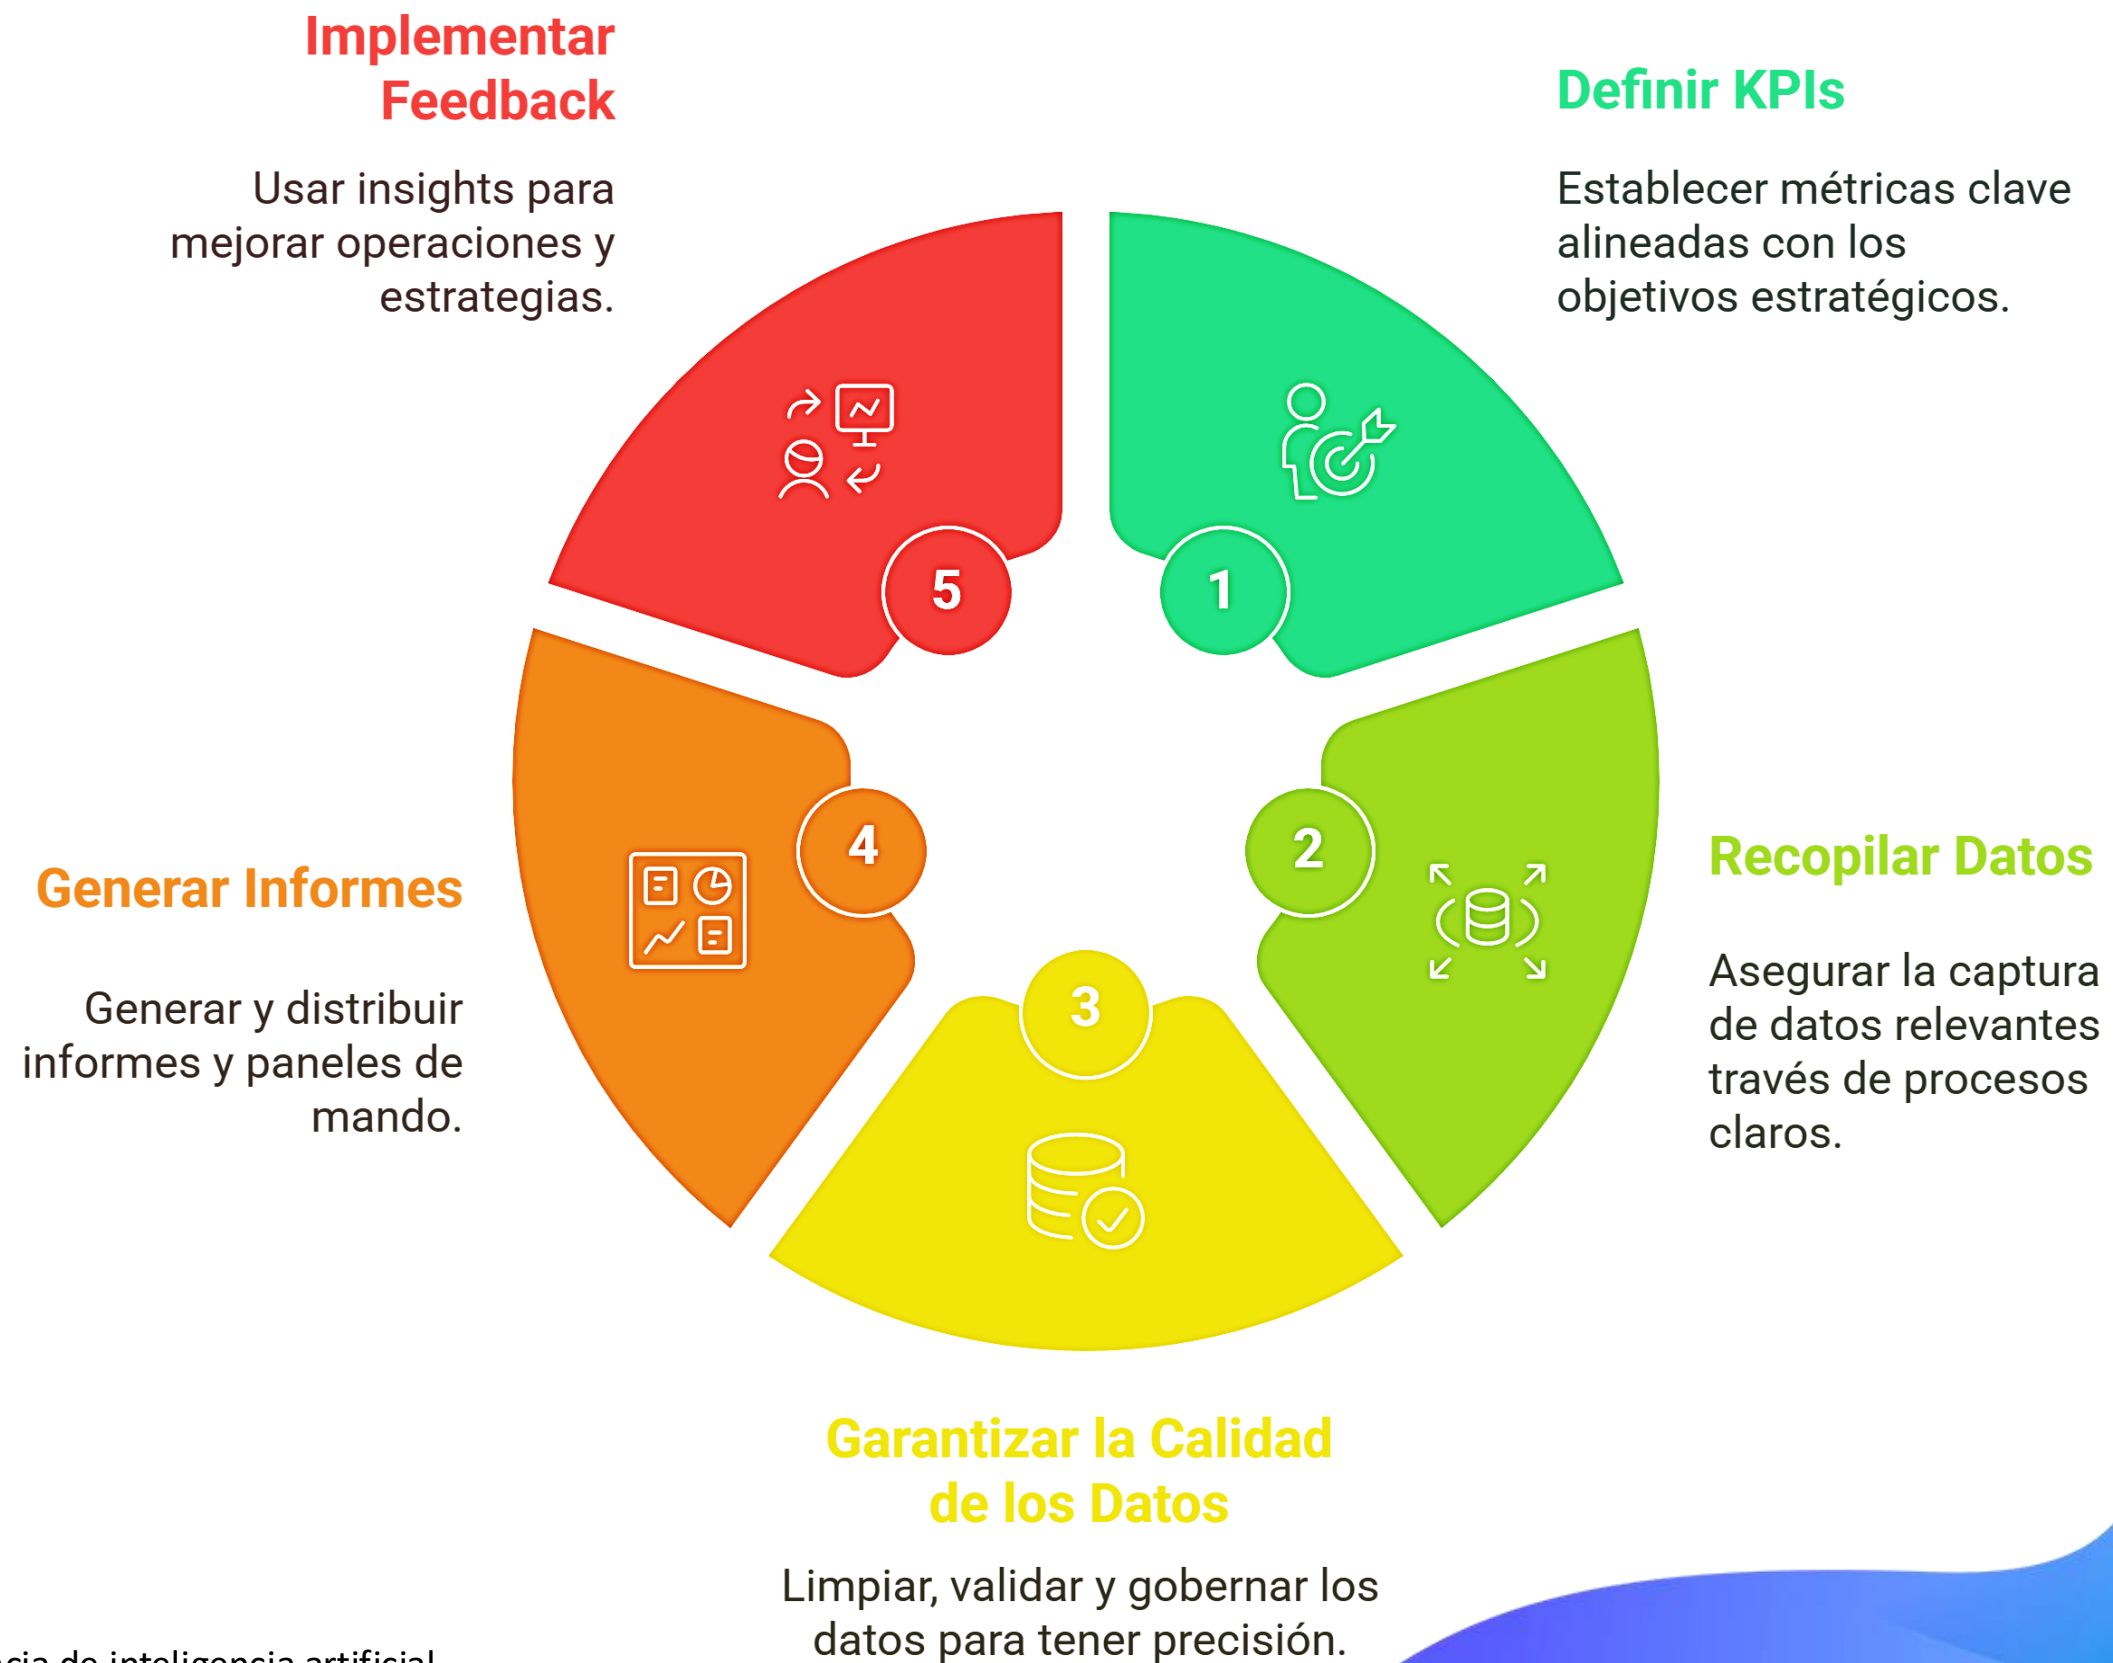 Implementar
Feedback
Usar insights para
mejorar operaciones y
estrategias.
Definir KPIs
Establecer métricas clave
alineadas con los
objetivos estratégicos.
5
1
4
2
3
Generar Informes
Generar y distribuir
informes y paneles de
mando.
Recopilar Datos
Asegurar la captura
de datos relevantes
través de procesos
claros.
Garantizar la Calidad
de los Datos
Limpiar, validar y gobernar los
datos para tener precisión.
de inteligencia artificial